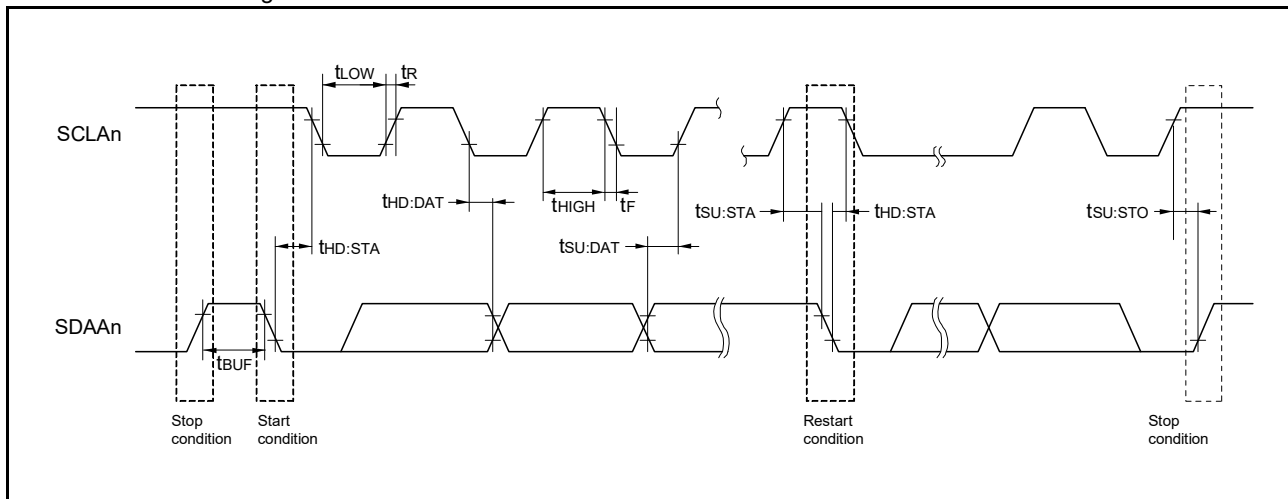 tLOW tR
SCLAn
tHD:DAT tHIGH tF tSU:STA tHD:STA tSU:STO
tHD:STA tSU:DAT
SDAAn
tBUF
Stop condition
Start condition
Restart condition
Stop condition